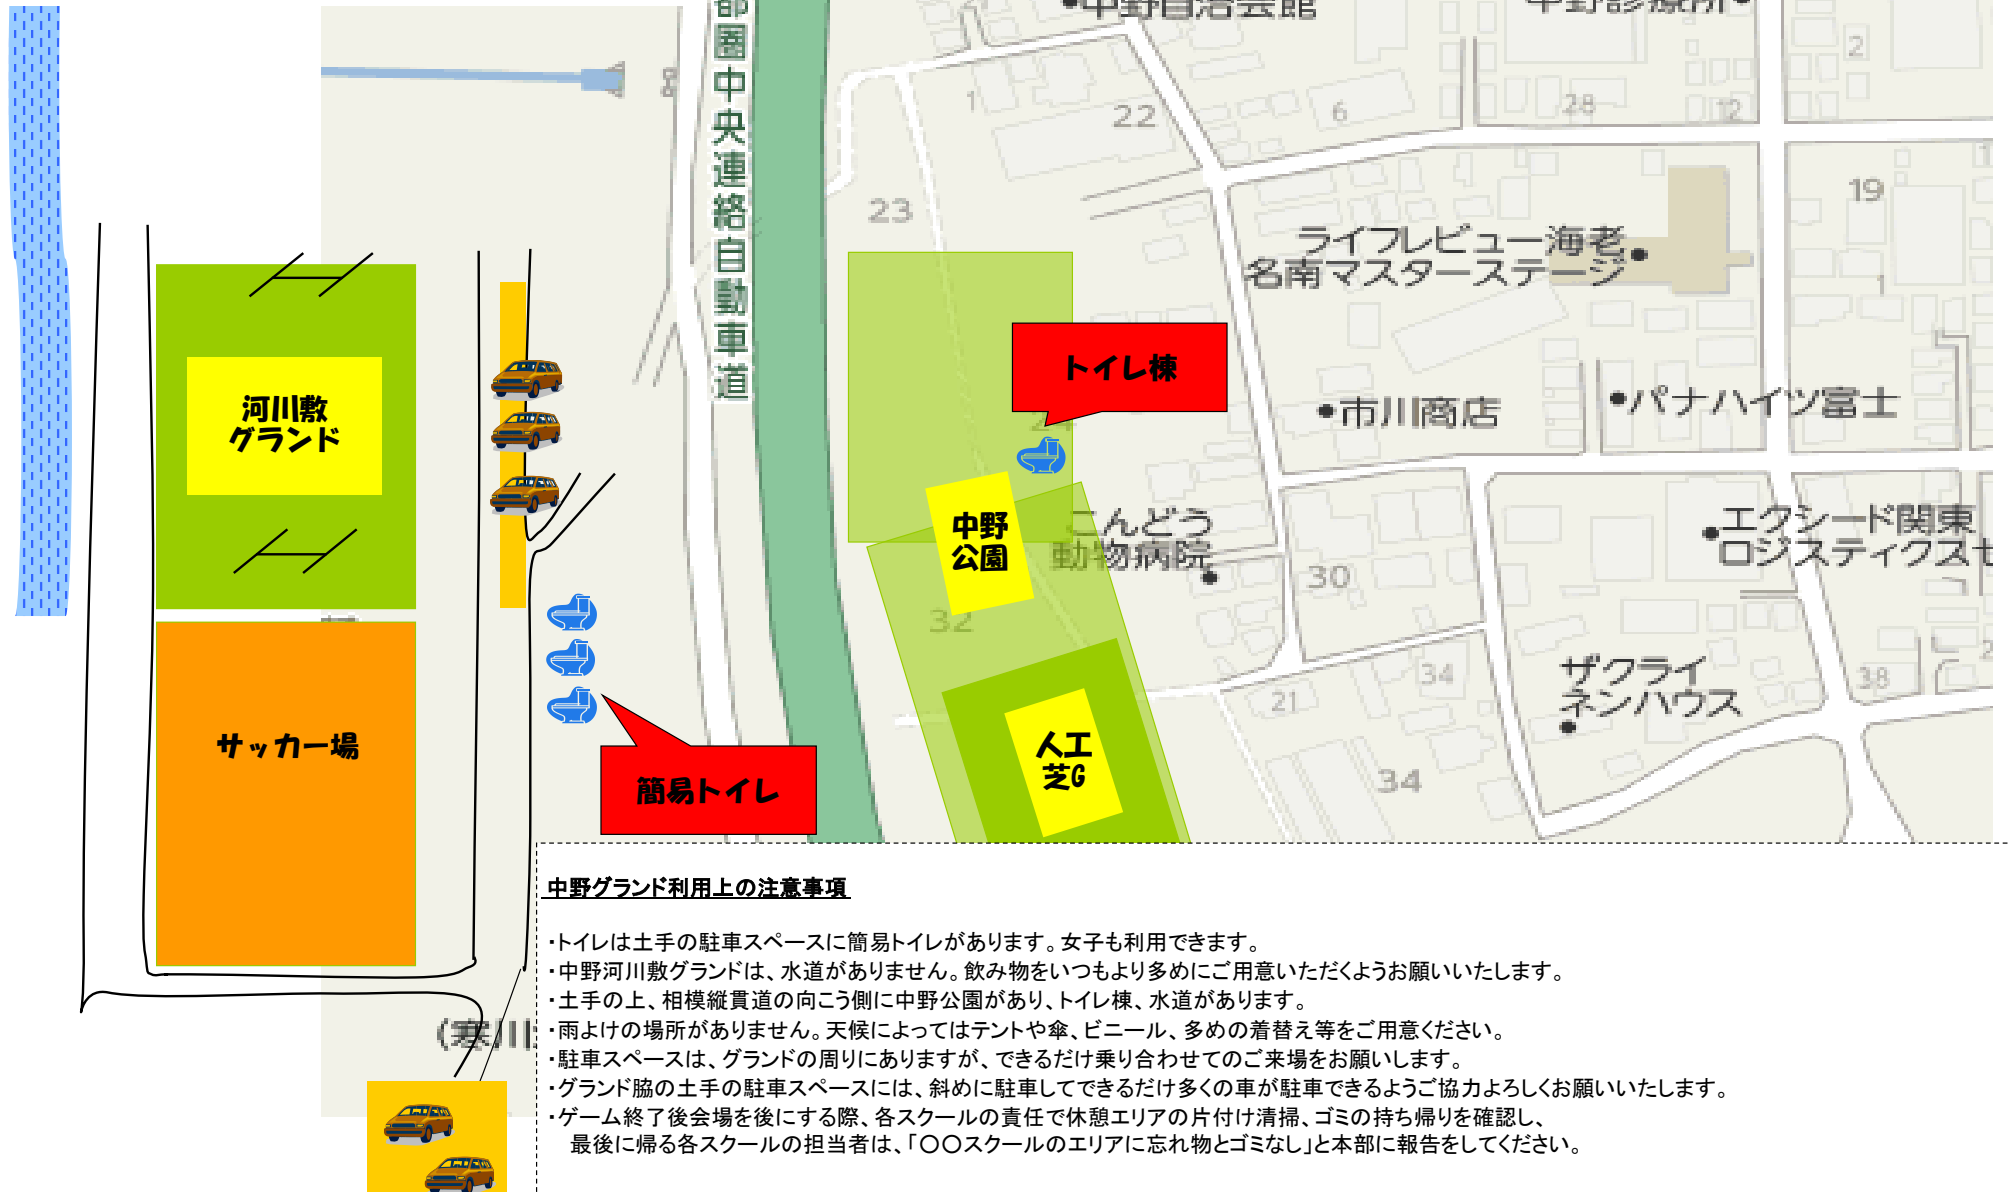 中野自治会館
中野診療所
都圏中央連絡自動車道
1
22
6
28
12
2
23
19
1
ライフレビュー海老
名南マスターステージ
トイレ棟
24
河川敷
グランド
市川商店
パナハイツ富士
中野
公園
こんどう
動物病院
エクシード関東
ロジスティクスセ
30
32
34
21
38
2
ザクライ
ネンハウス
サッカー場
人工
芝G
34
簡易トイレ
中野グランド利用上の注意事項
・トイレは土手の駐車スペースに簡易トイレがあります。女子も利用できます。
・中野河川敷グランドは、水道がありません。飲み物をいつもより多めにご用意いただくようお願いいたします。
・土手の上、相模縦貫道の向こう側に中野公園があり、トイレ棟、水道があります。
・雨よけの場所がありません。天候によってはテントや傘、ビニール、多めの着替え等をご用意ください。
(寒川
・駐車スペースは、グランドの周りにありますが、できるだけ乗り合わせてのご来場をお願いします。
・グランド脇の土手の駐車スペースには、斜めに駐車してできるだけ多くの車が駐車できるようご協力よろしくお願いいたします。
・ゲーム終了後会場を後にする際、各スクールの責任で休憩エリアの片付け清掃、ゴミの持ち帰りを確認し、
最後に帰る各スクールの担当者は、「〇〇スクールのエリアに忘れ物とゴミなし」と本部に報告をしてください。